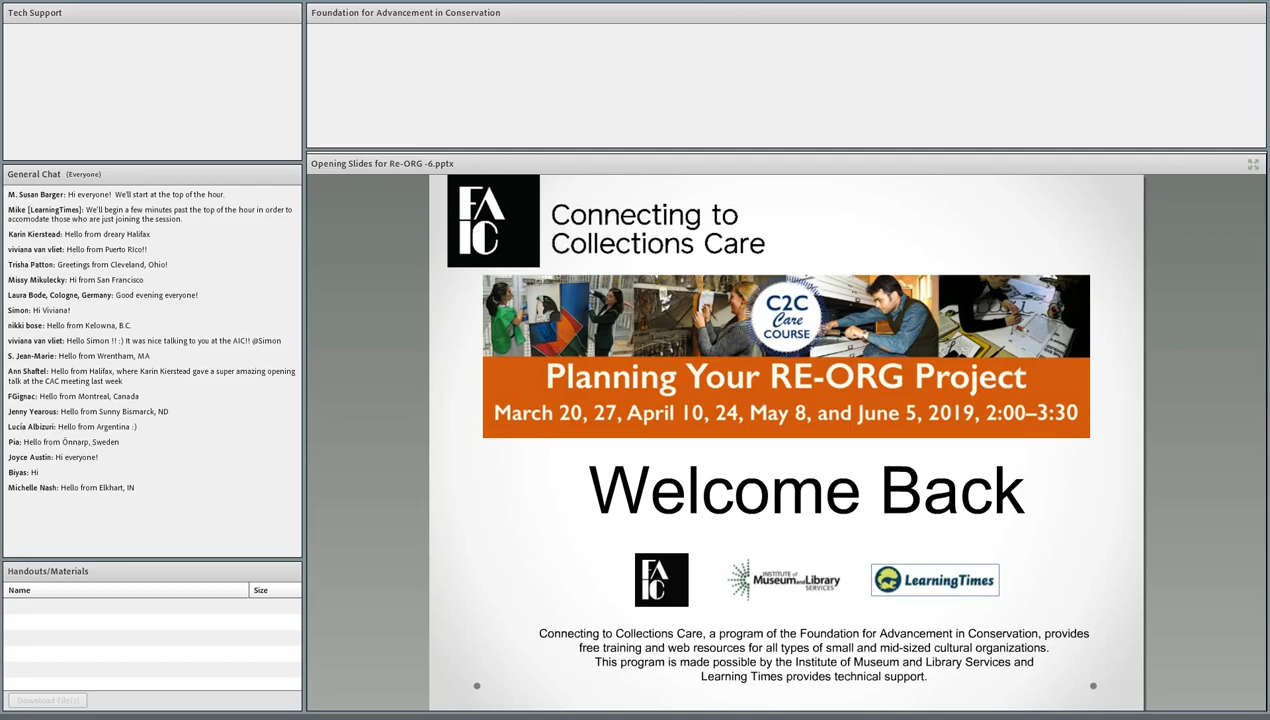 Tech Support
General Chat (Everyone)
M. Susan Barger: Hi everyone! We'll start at the top of the hour.
Mike [LearningTimes]: We'll begin a few minutes past the top of the hour in order to
accomodate those who are just joining the session.
Karin Kierstead: Hello from dreary Halifax
viviana van vliet: Hello from Puerto RIco!!
Trisha Patton: Greetings from Cleveland, Ohio!
Missy Mikulecky: Hi from San Francisco
Laura Bode, Cologne, Germany: Good evening everyone!
Simon: Hi Viviana!
nikki bose: Hello from Kelowna, B.C.
viviana van vliet: Hello Simon !! :) It was nice talking to you at the AIC!! @Simon
S. Jean-Marie: Hello from Wrentham, MA
Ann Shaftel: Hello from Halifax, where Karin Kierstead gave a super amazing opening
talk at the CAC meeting last week
FGignac: Hello from Montreal, Canada
Jenny Yearous: Hello from Sunny Bismarck, ND
Lucía Albizuri: Hello from Argentina :)
Pia: Hello from Önnarp, Sweden
Joyce Austin: Hi everyone!
Biyas: Hi
Michelle Nash: Hello from Elkhart, IN
Handouts/Materials
Name Size
Download File(s)
Foundation for Advancement in Conservation
Opening Slides for Re-ORG -6.pptx
FAIC
Connecting to
Collections Care
C2C
Care
COURSE
Planning Your RE-ORG Project
March 20, 27, April 10, 24, May 8, and June 5, 2019, 2:00–3:30
Welcome Back
FAIC
INSTITUTE of
Museum and Library
SERVICES
LearningTimes
Connecting to Collections Care, a program of the Foundation for Advancement in Conservation, provides
free training and web resources for all types of small and mid-sized cultural organizations.
This program is made possible by the Institute of Museum and Library Services and
Learning Times provides technical support.